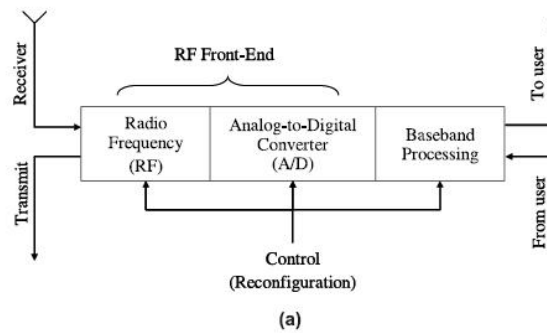 RF Front-End
Receiver
Transmit
Radio
Frequency
(RF)
Analog-to-Digital
Converter
(A/D)
Baseband
Processing
To user
From user
Control
(Reconfiguration)
(a)